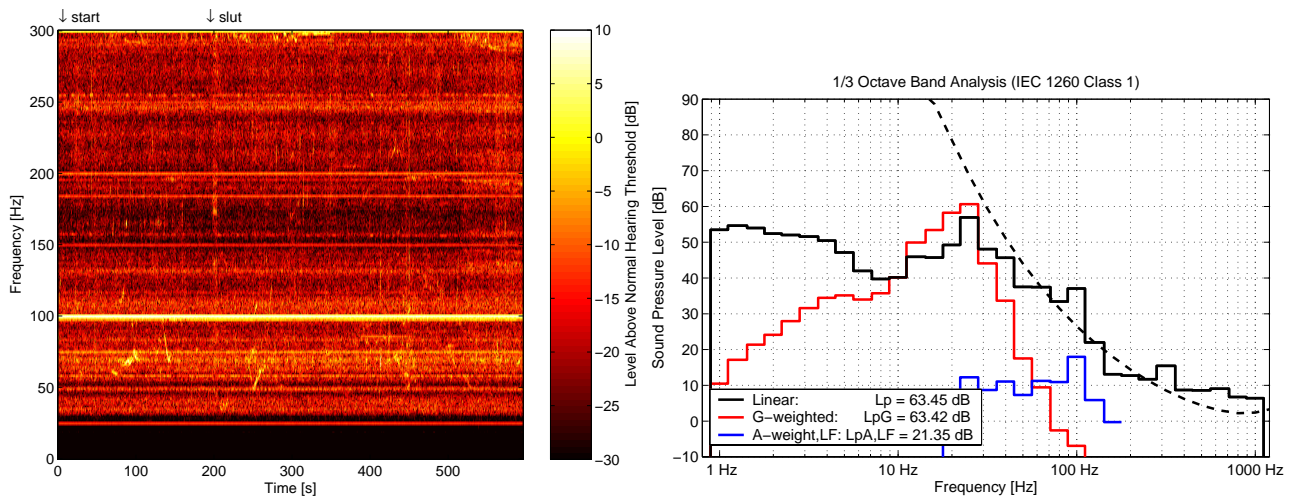 ↓ start
↓ slut
300
250
200
150
100
50
0
Frequency [Hz]
0
100
200
300
400
500
Time [s]
10
5
0
−5
−10
−15
−20
−25
−30
Level Above Normal Hearing Threshold [dB]
1/3 Octave Band Analysis (IEC 1260 Class 1)
90
80
70
60
50
40
30
20
10
0
−10
Sound Pressure Level [dB]
Linear: Lp = 63.45 dB
G−weighted: LpG = 63.42 dB
A−weight,LF: LpA,LF = 21.35 dB
1 Hz
10 Hz
100 Hz
1000 Hz
Frequency [Hz]